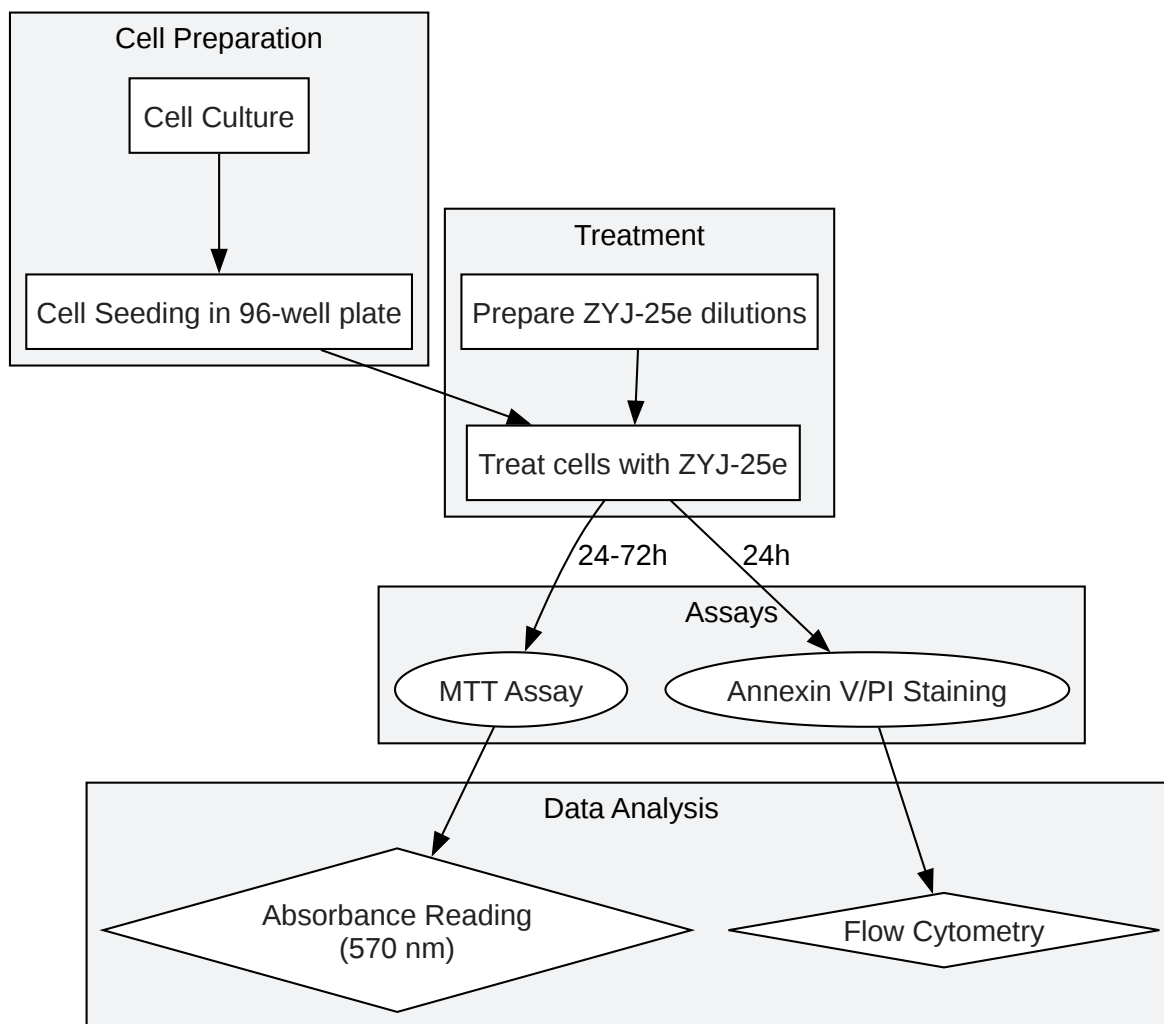 Cell Preparation
Cell Culture
Cell Seeding in 96-well plate
Treatment
Prepare ZYJ-25e dilutions
Treat cells with ZYJ-25e
24-72h
24h
Assays
MTT Assay
Annexin V/PI Staining
Data Analysis
Absorbance Reading
(570 nm)
Flow Cytometry